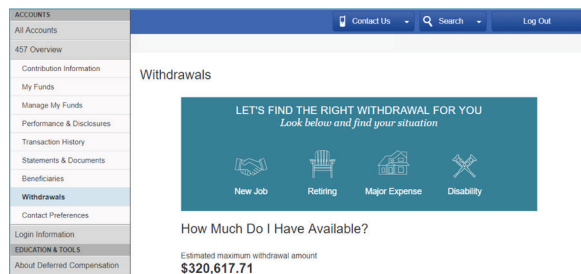 ACCOUNTS
All Accounts
457 Overview
Contribution Information
My Funds
Manage My Funds
Performance & Disclosures
Transaction History
Statements & Documents
Beneficiaries
Withdrawals
Contact Preferences
Login Information
EDUCATION & TOOLS
About Deferred Compensation
Contact Us
Search
Log Out
Withdrawals
LET'S FIND THE RIGHT WITHDRAWAL FOR YOU
Look below and find your situation
New Job
Retiring
Major Expense
Disability
How Much Do I Have Available?
Estimated maximum withdrawal amount
$320,617.71